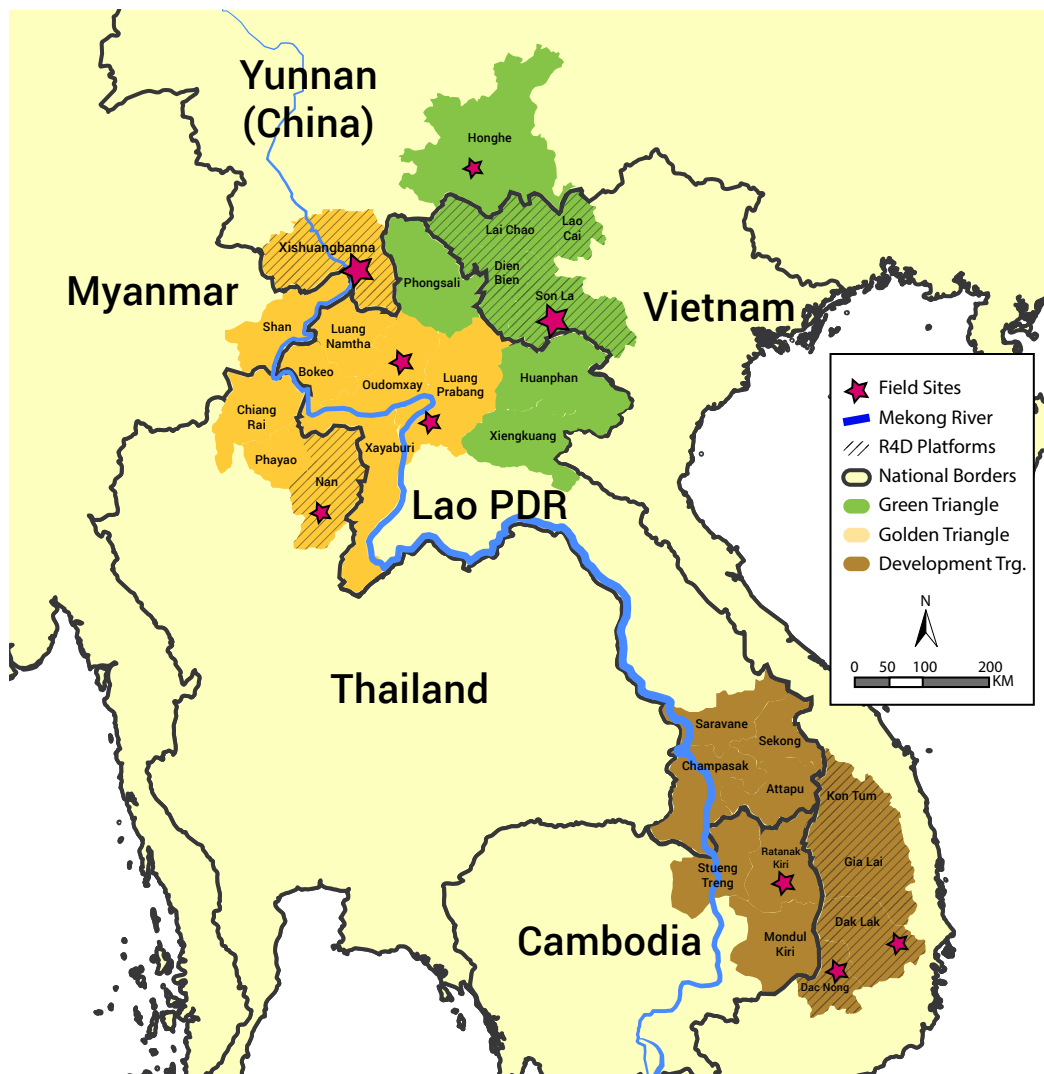 Yunnan
(China)
Honghe
Lai Chao
Lao
Cai
Xishuangbanna
Dien
Bien
Phongsali
Myanmar
Son La
Vietnam
Shan
Luang
Namtha
Bokeo
Oudomxay
Luang
Prabang
Huanphan
Chiang
Rai
Xiengkuang
Phayao
Xayaburi
Nan
Lao PDR
Field Sites
Mekong River
R4D Platforms
National Borders
Green Triangle
Golden Triangle
Development Trg.
N
0 50 100 200
KM
Thailand
Saravane
Sekong
Champasak
Attapu
Kon Tum
Ratanak
Kiri
Gia Lai
Stueng
Treng
Dak Lak
Cambodia
Mondul
Kiri
Dac Nong